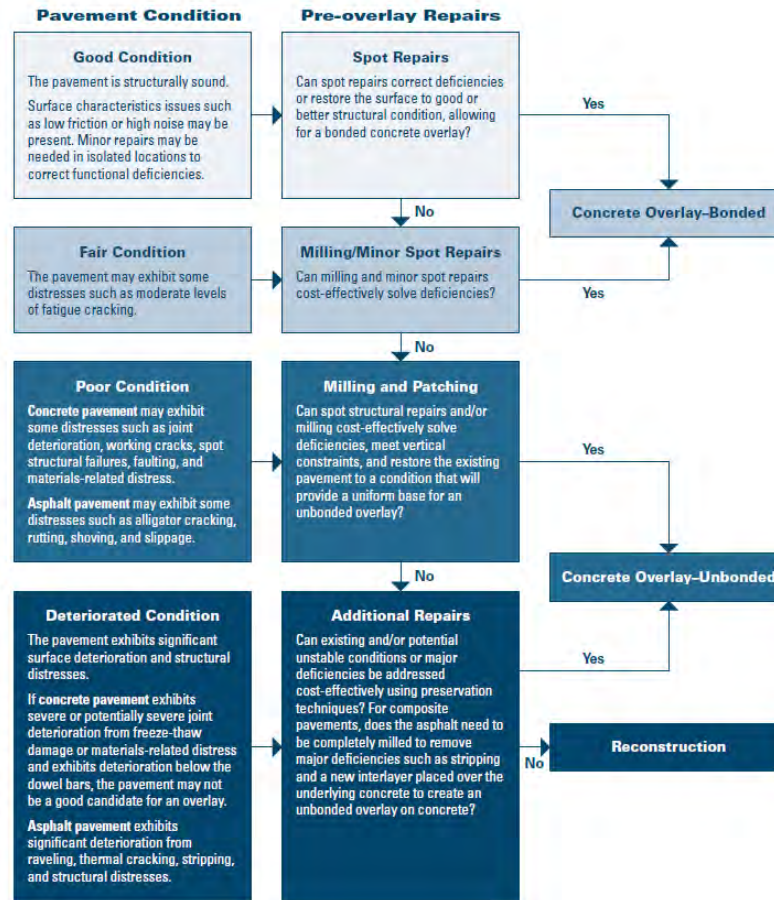 Pavement Condition
Pre-overlay Repairs
Good Condition
The pavement is structurally sound.
Surface characteristics issues such
as low friction or high noise may be
present. Minor repairs may be
needed in isolated locations to
correct functional deficiencies.
Spot Repairs
Can spot repairs correct deficiencies
or restore the surface to good or
better structural condition, allowing
for a bonded concrete overlay?
Yes
No
Concrete Overlay–Bonded
Fair Condition
The pavement may exhibit some
distresses such as moderate levels
of fatigue cracking.
Milling/Minor Spot Repairs
Can milling and minor spot repairs
cost-effectively solve deficiencies?
Yes
No
Poor Condition
Concrete pavement may exhibit
some distresses such as joint
deterioration, working cracks, spot
structural failures, faulting, and
materials-related distress.
Asphalt pavement may exhibit some
distresses such as alligator cracking,
rutting, shoving, and slippage.
Milling and Patching
Can spot structural repairs and/or
milling cost-effectively solve
deficiencies, meet vertical
constraints, and restore the existing
pavement to a condition that will
provide a uniform base for an
unbonded overlay?
Yes
No
Concrete Overlay–Unbonded
Deteriorated Condition
The pavement exhibits significant
surface deterioration and structural
distresses.
If concrete pavement exhibits
severe or potentially severe joint
deterioration from freeze-thaw
damage or materials-related distress
and exhibits deterioration below the
dowel bars, the pavement may not
be a good candidate for an overlay.
Asphalt pavement exhibits
significant deterioration from
raveling, thermal cracking, stripping,
and structural distresses.
Additional Repairs
Can existing and/or potential
unstable conditions or major
deficiencies be addressed
cost-effectively using preservation
techniques? For composite
pavements, does the asphalt need to
be completely milled to remove
major deficiencies such as stripping
and a new interlayer placed over the
underlying concrete to create an
unbonded overlay on concrete?
Yes
No
Reconstruction